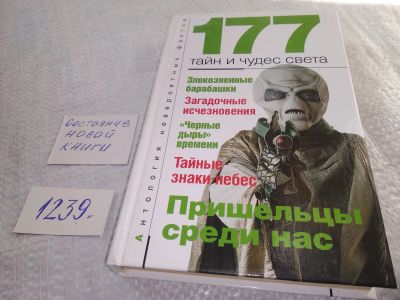 177
тайн и чудес света
Злокозненные
барабашки
Загадочные
исчезновения
«Черные
дыры»
времени
Тайные
знаки небес
Пришельцы
среди нас
Антология невероятных фактов
Состояние
новой
книги
1239.